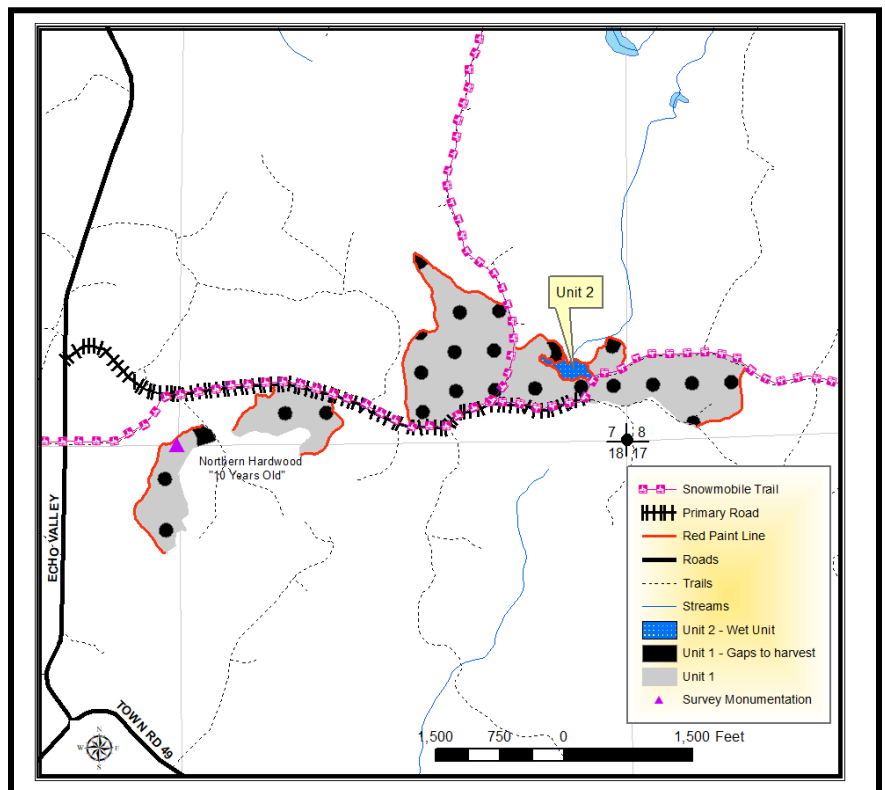 Unit 2
7 8
18 17
Northern Hardwood
"10 Years Old"
ECHO VALLEY
TOWN RD 49
Snowmobile Trail
Primary Road
Red Paint Line
Roads
Trails
Streams
Unit 2 - Wet Unit
Unit 1 - Gaps to harvest
Unit 1
Survey Monumentation
N
W E
S
1,500 750 0 1,500 Feet